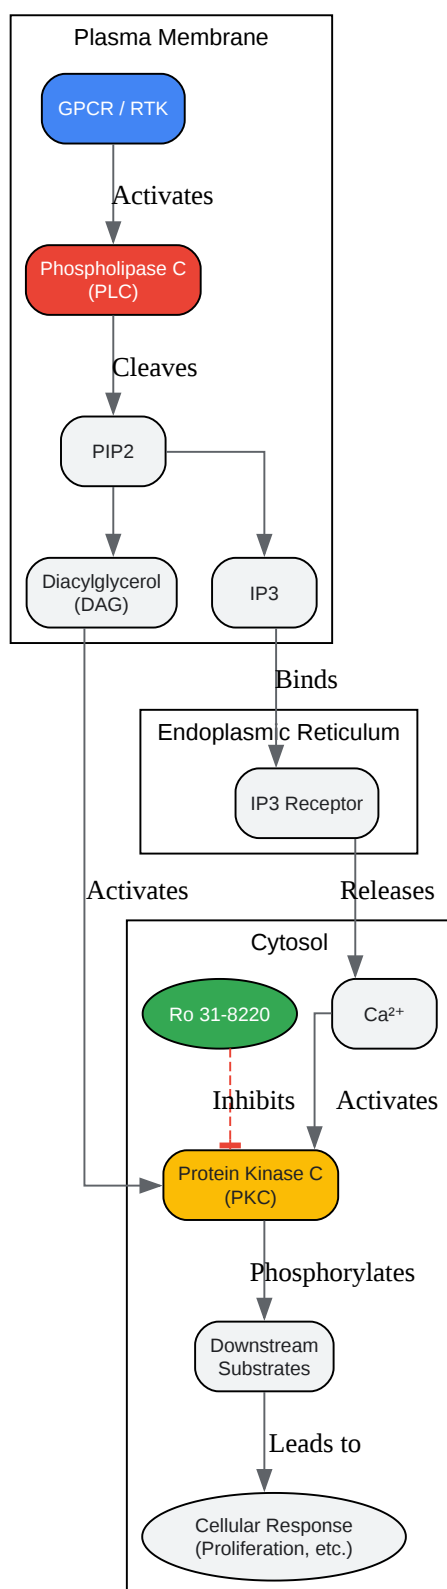 Plasma Membrane
GPCR / RTK
Activates
Phospholipase C
(PLC)
Cleaves
PIP2
Diacylglycerol
(DAG)
IP3
Binds
Endoplasmic Reticulum
IP3 Receptor
Activates
Releases
Cytosol
Ro 31-8220
Ca²⁺
Inhibits
Activates
Protein Kinase C
(PKC)
Phosphorylates
Downstream
Substrates
Leads to
Cellular Response
(Proliferation, etc.)